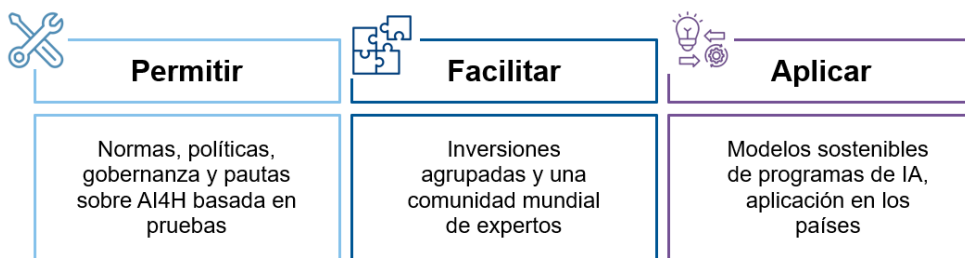 Permitir
Facilitar
Aplicar
Normas, políticas,
gobernanza y pautas
sobre AI4H basada en
pruebas
Inversiones
agrupadas y una
comunidad mundial
de expertos
Modelos sostenibles
de programas de IA,
aplicación en los
países